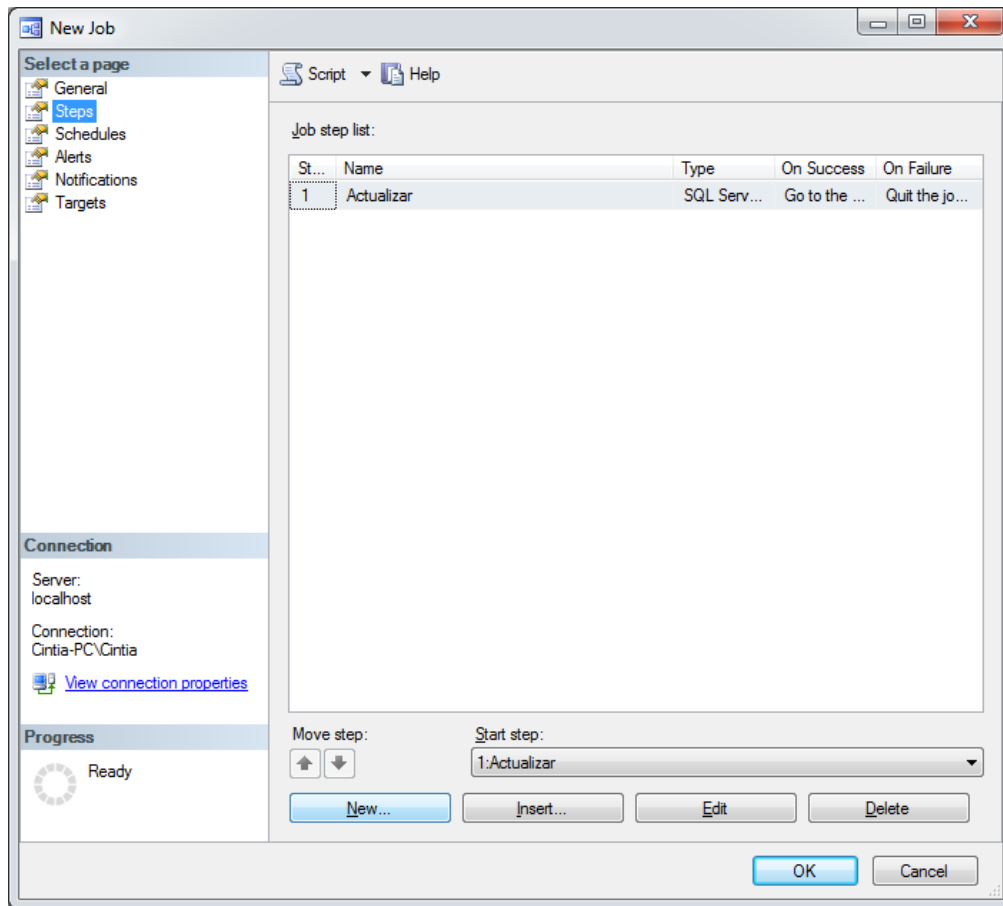 New Job
Select a page
General
Steps
Schedules
Alerts
Notifications
Targets
Connection
Server:
localhost
Connection:
Cintia-PC\Cintia
View connection properties
Progress
Ready
Script Help
Job step list:
St... Name Type On Success On Failure
1 Actualizar SQL Serv... Go to the ... Quit the jo...
Move step: Start step:
1:Actualizar
New... Insert... Edit Delete
OK Cancel